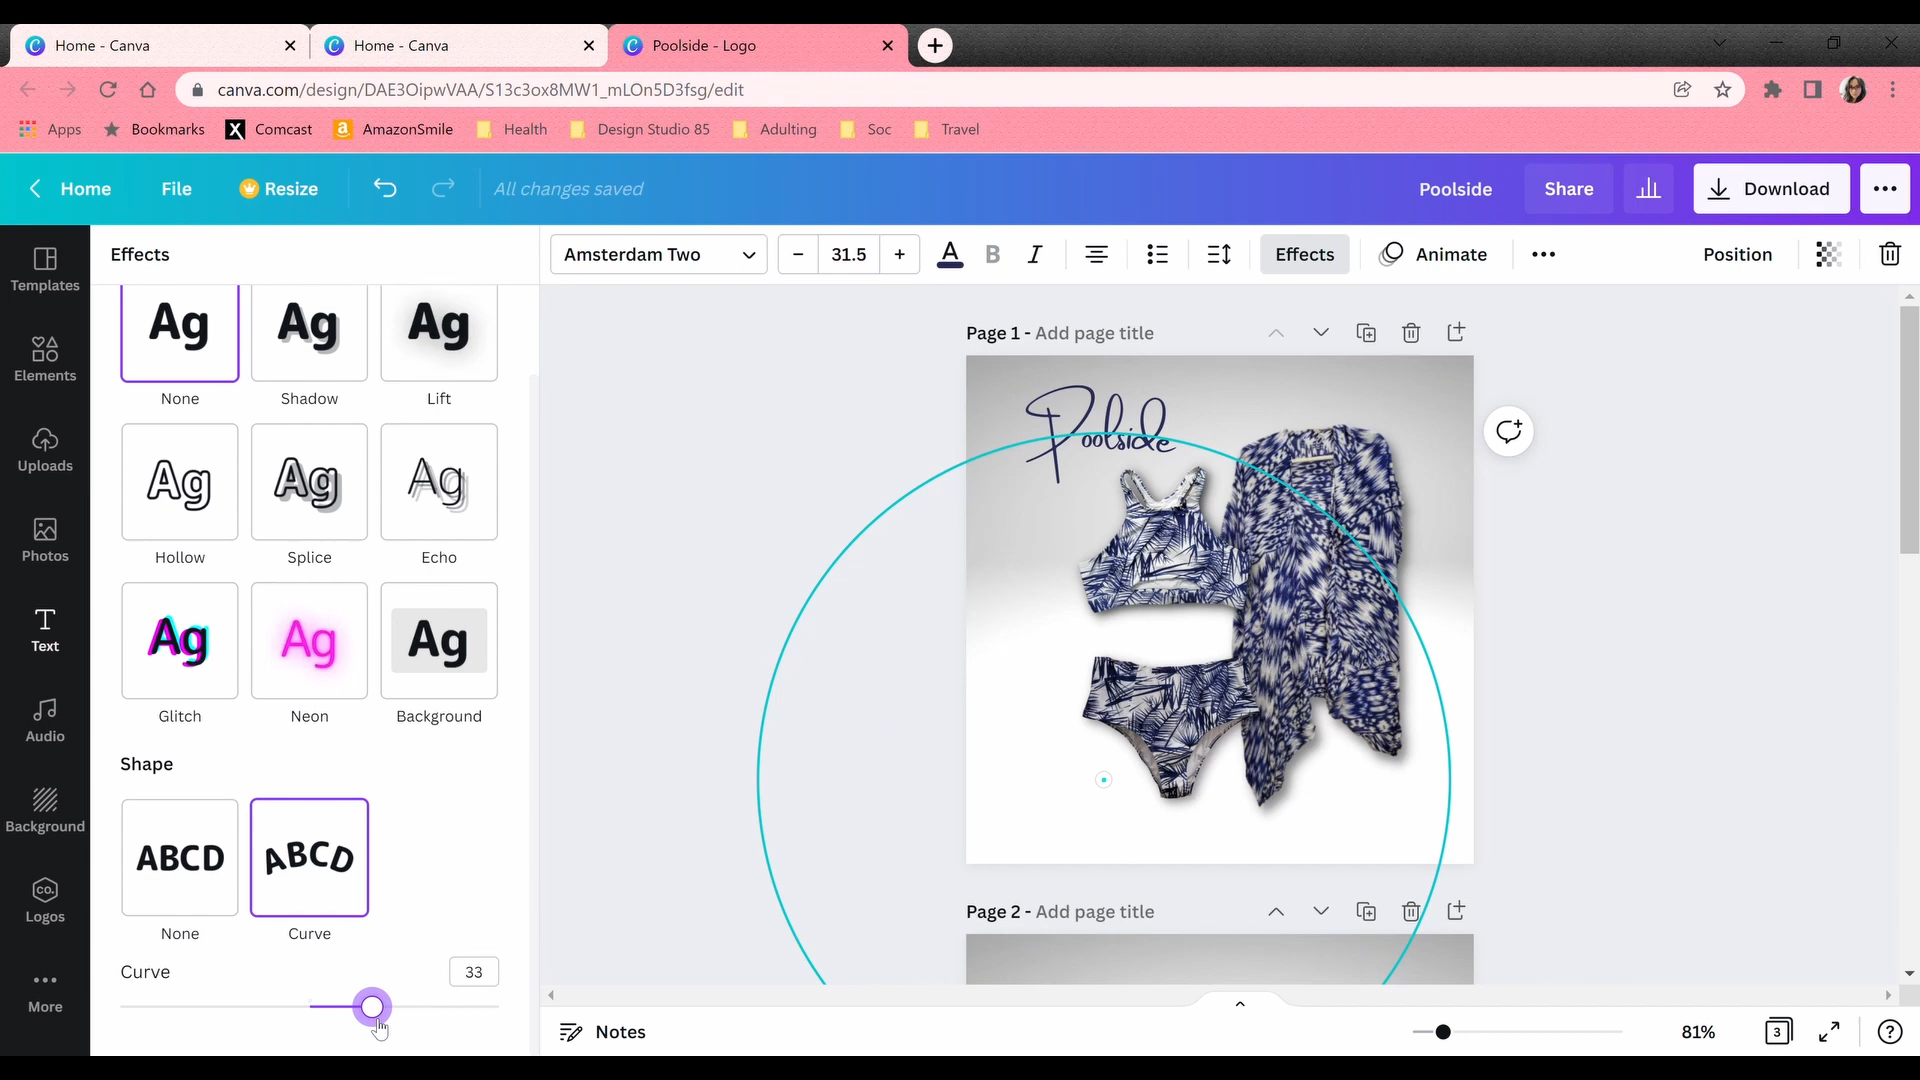 Home - Canva
Home - Canva
Poolside - Logo
canva.com/design/DAE3OipwVAA/S13c3ox8MW1_mLOn5D3fsg/edit
Apps
Bookmarks
X
Comcast
a
AmazonSmile
Health
Design Studio 85
Adulting
Soc
Travel
Home
File
Resize
All changes saved
Poolside
Share
Download
Effects
Amsterdam Two
31.5
A
B
I
Effects
Animate
Position
Templates
Elements
Uploads
Photos
Text
Audio
Background
CO.
Logos
More
Ag
Ag
Ag
None
Shadow
Lift
Ag
Ag
Ag
Hollow
Splice
Echo
Ag
Ag
Ag
Glitch
Neon
Background
Shape
ABCD
ABCD
None
Curve
Curve
33
Page 1 - Add page title
Poolside
Page 2 - Add page title
Notes
81%
3
?